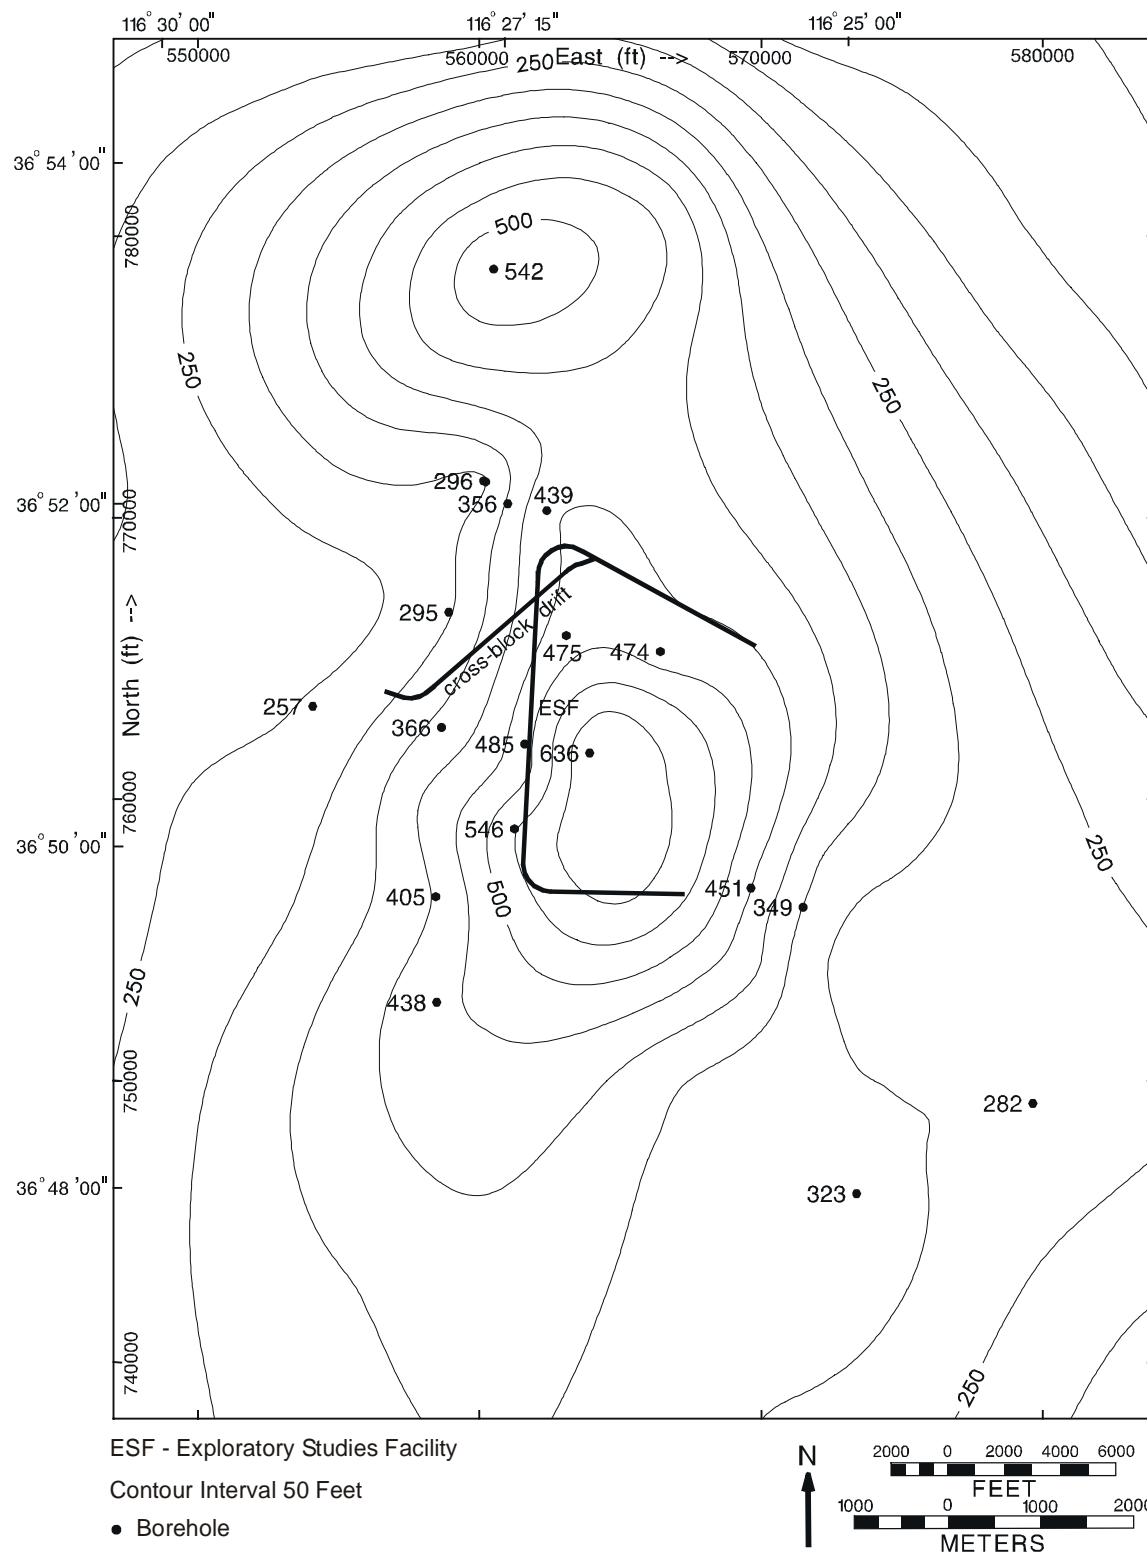 116° 30' 00"
116° 27' 15"
116° 25' 00"
550000
560000
East (ft) -->
570000
580000
250
36° 54' 00"
780000
500
542
250
250
296
36° 52' 00"
356
439
770000
295
cross-block drift
North (ft) -->
475
474
257
ESF
366
485
636
760000
546
36° 50' 00"
250
451
405
500
349
250
438
750000
282
36° 48' 00"
323
740000
250
ESF - Exploratory Studies Facility
Contour Interval 50 Feet
Borehole
N
2000 0 2000 4000 6000
FEET
1000 0 1000 2000
METERS